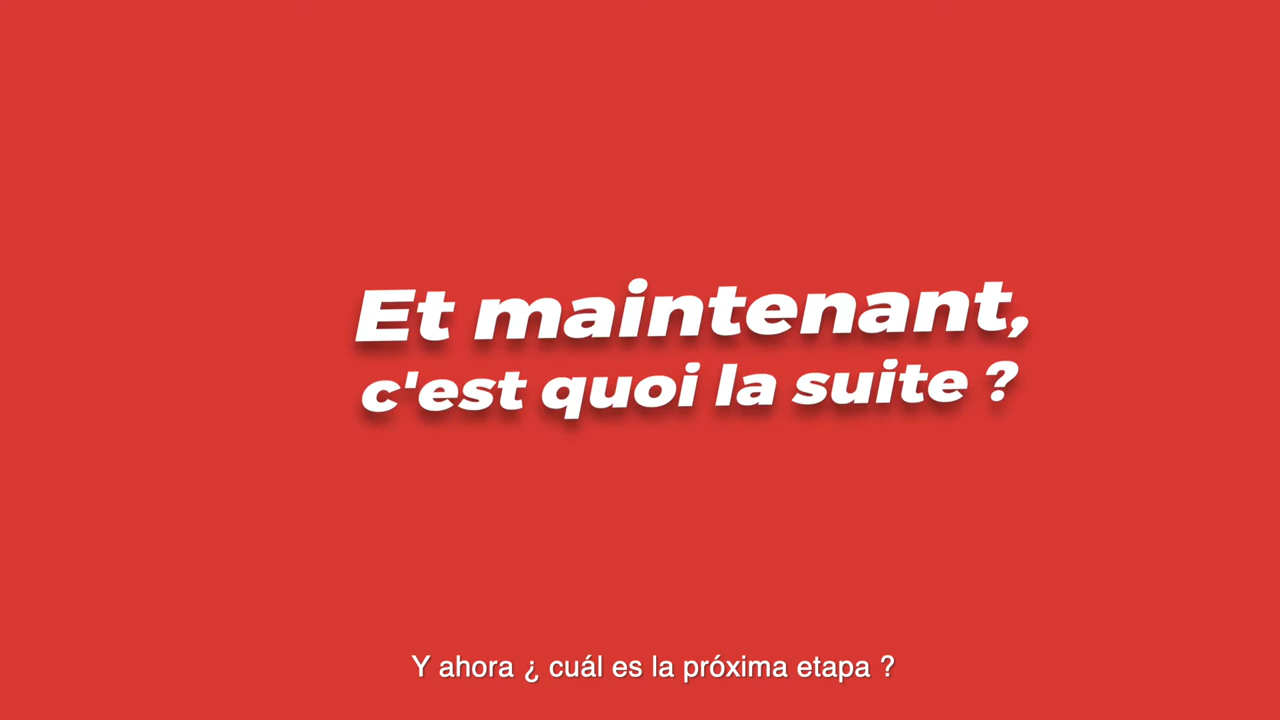 Et maintenant,
c'est quoi la suite ?
Y ahora ¿ cuál es la próxima etapa ?